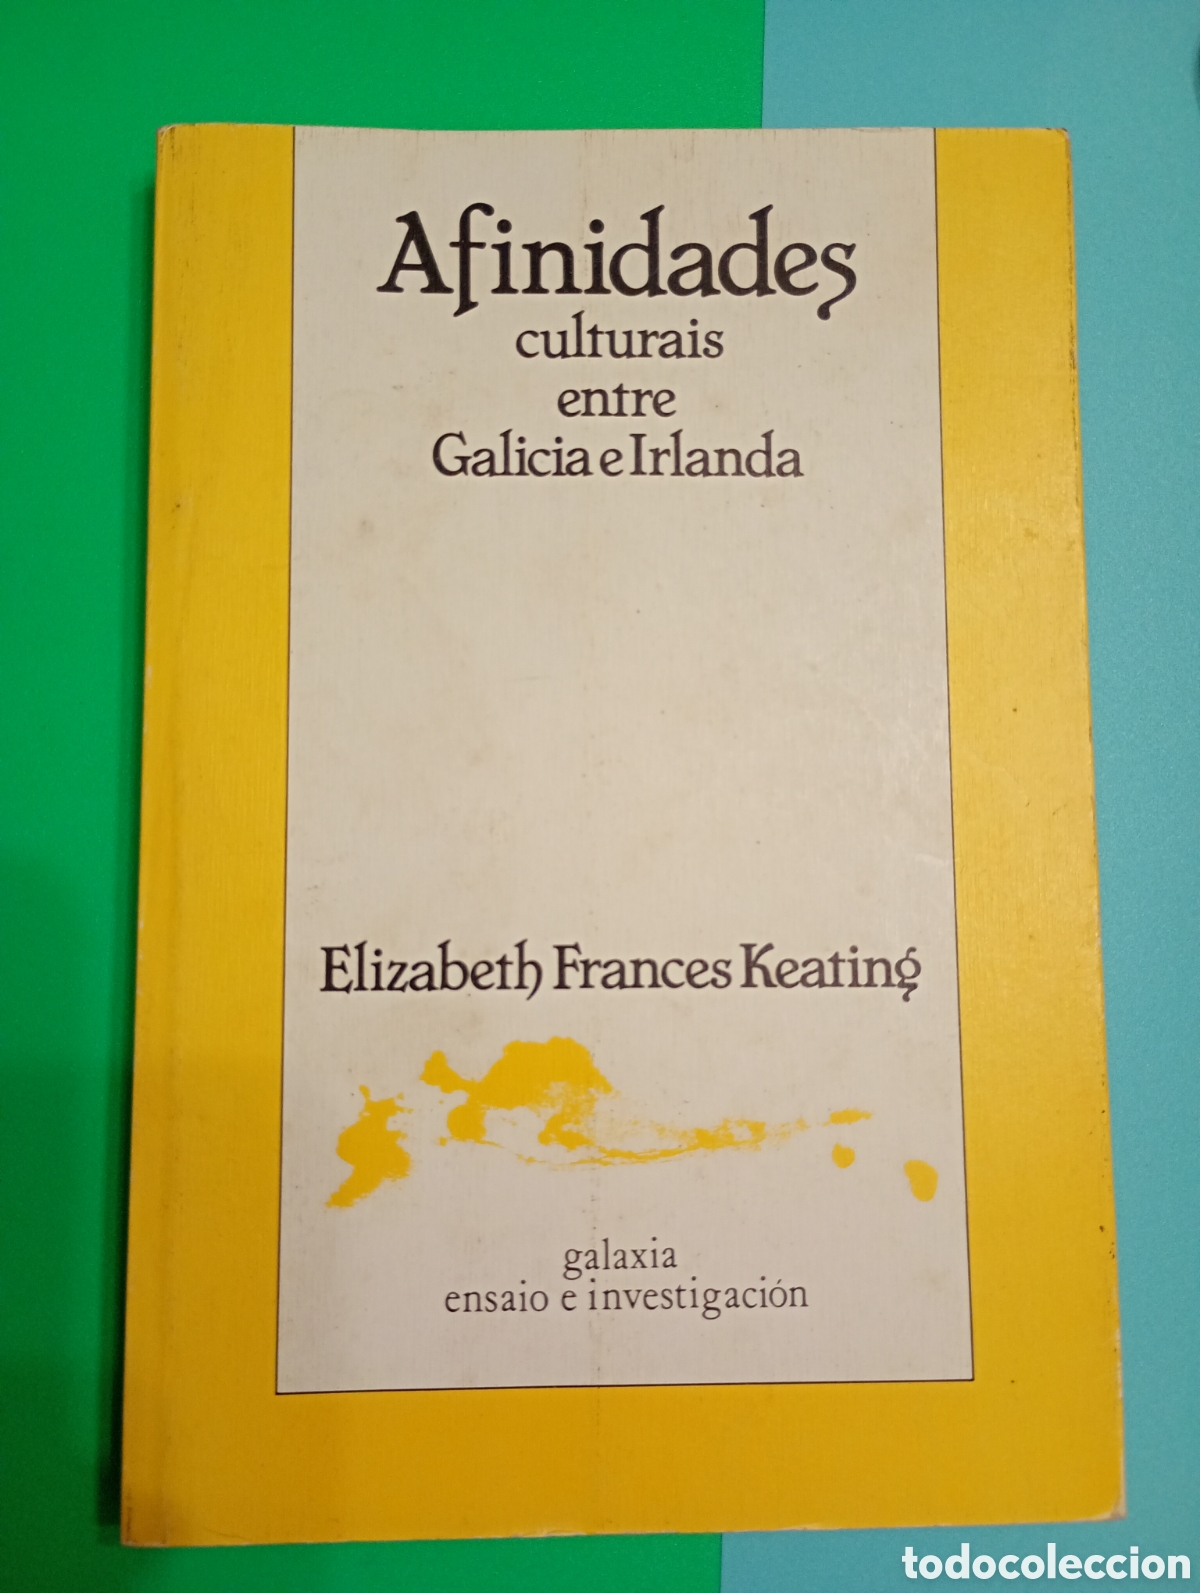 Afinidades
culturais
entre
Galicia e Irlanda
Elizabeth Frances Keating
galaxia
ensaio e investigación
todocoleccion